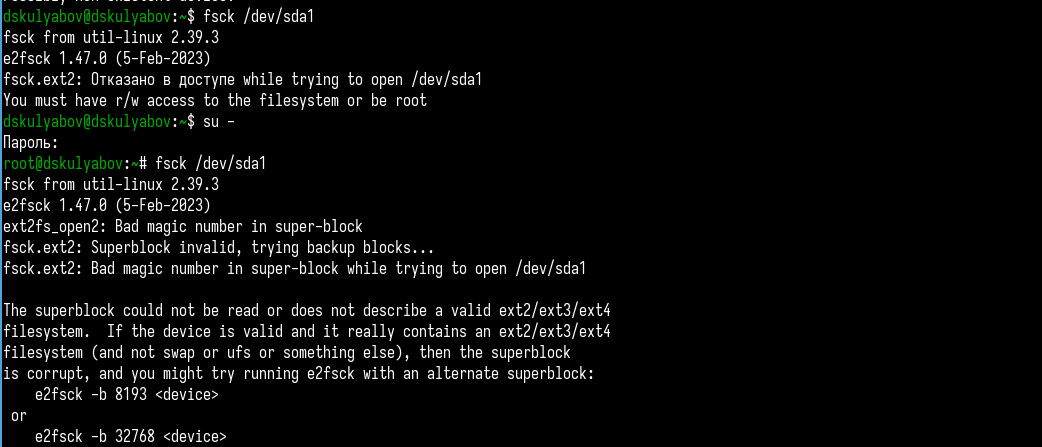 dskulyabov@dskulyabov:~$ fsck /dev/sda1
fsck from util-linux 2.39.3
e2fsck 1.47.0 (5-Feb-2023)
fsck.ext2: Отказано в доступе while trying to open /dev/sda1
You must have r/w access to the filesystem or be root
dskulyabov@dskulyabov:~$ su -
Пароль:
root@dskulyabov:~# fsck /dev/sda1
fsck from util-linux 2.39.3
e2fsck 1.47.0 (5-Feb-2023)
ext2fs_open2: Bad magic number in super-block
fsck.ext2: Superblock invalid, trying backup blocks...
fsck.ext2: Bad magic number in super-block while trying to open /dev/sda1

The superblock could not be read or does not describe a valid ext2/ext3/ext4
filesystem.  If the device is valid and it really contains an ext2/ext3/ext4
filesystem (and not swap or ufs or something else), then the superblock
is corrupt, and you might try running e2fsck with an alternate superblock:
    e2fsck -b 8193 <device>
 or
    e2fsck -b 32768 <device>